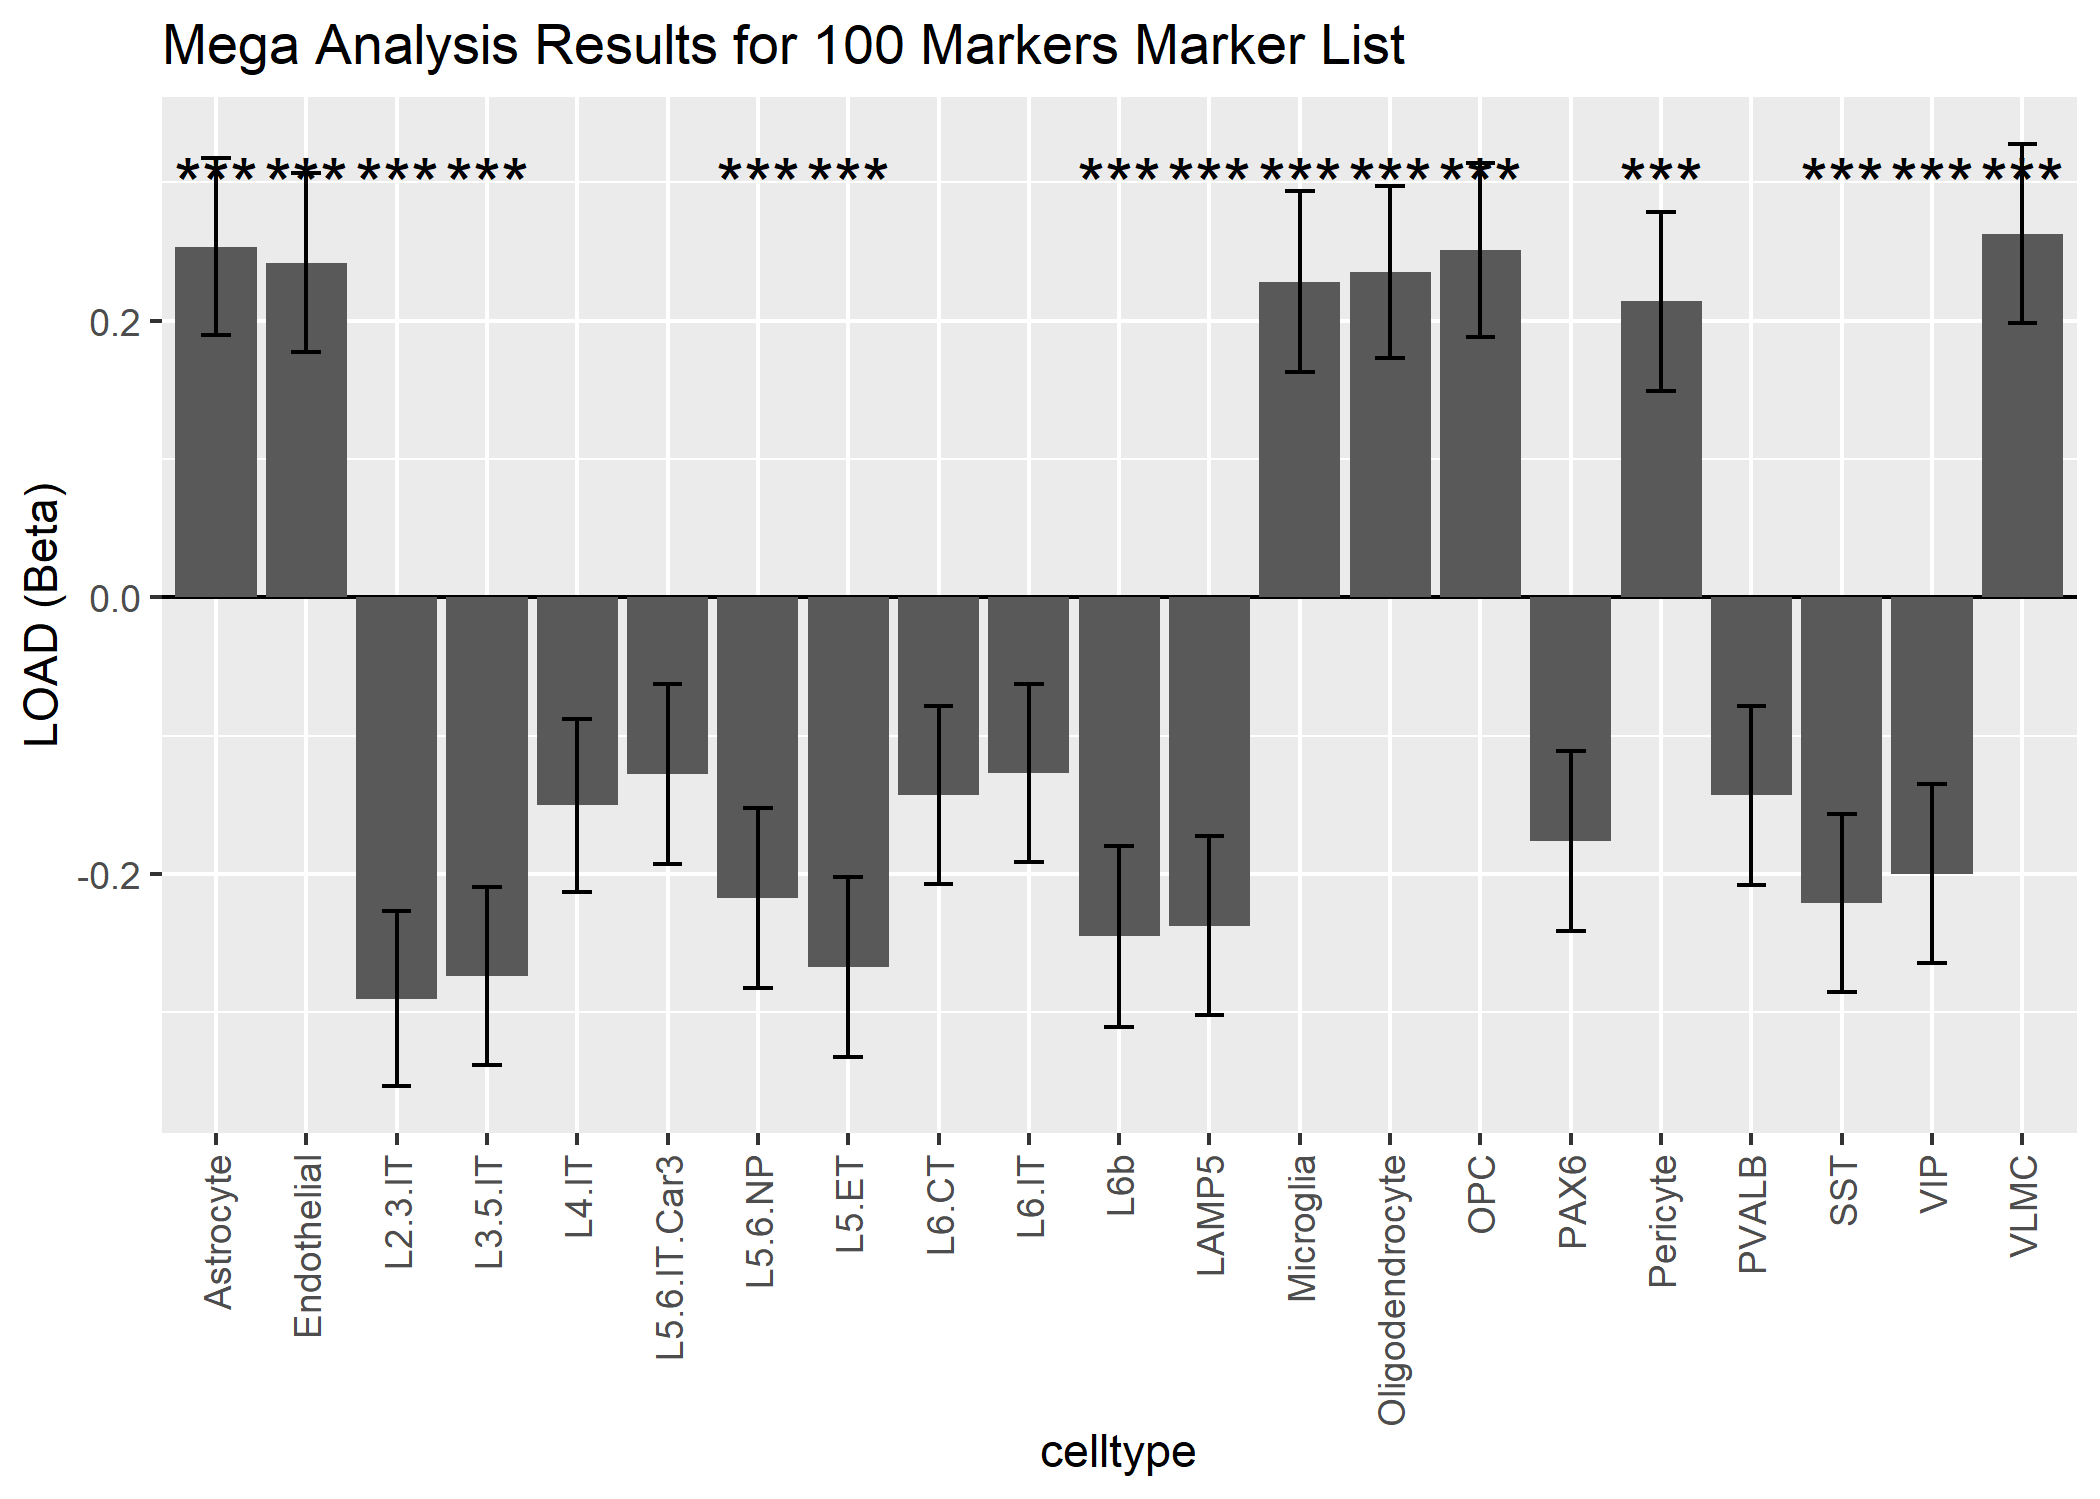 Mega Analysis Results for 100 Markers Marker List
*** *** *** *** *** *** *** *** *** *** *** *** *** *** ***
LOAD (Beta)
0.2
0.0
-0.2
Astrocyte
Endothelial
L2.3.IT
L3.5.IT
L4.IT
L5.6.IT.Car3
L5.6.NP
L5.ET
L6.CT
L6.IT
L6b
LAMP5
Microglia
Oligodendrocyte
OPC
PAX6
Pericyte
PVALB
SST
VIP
VLMC
celltype